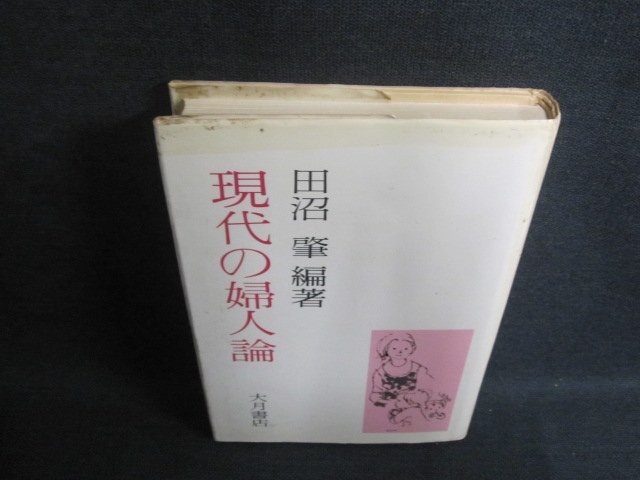 田沼 肇 編著
現代の婦人論
大月書店